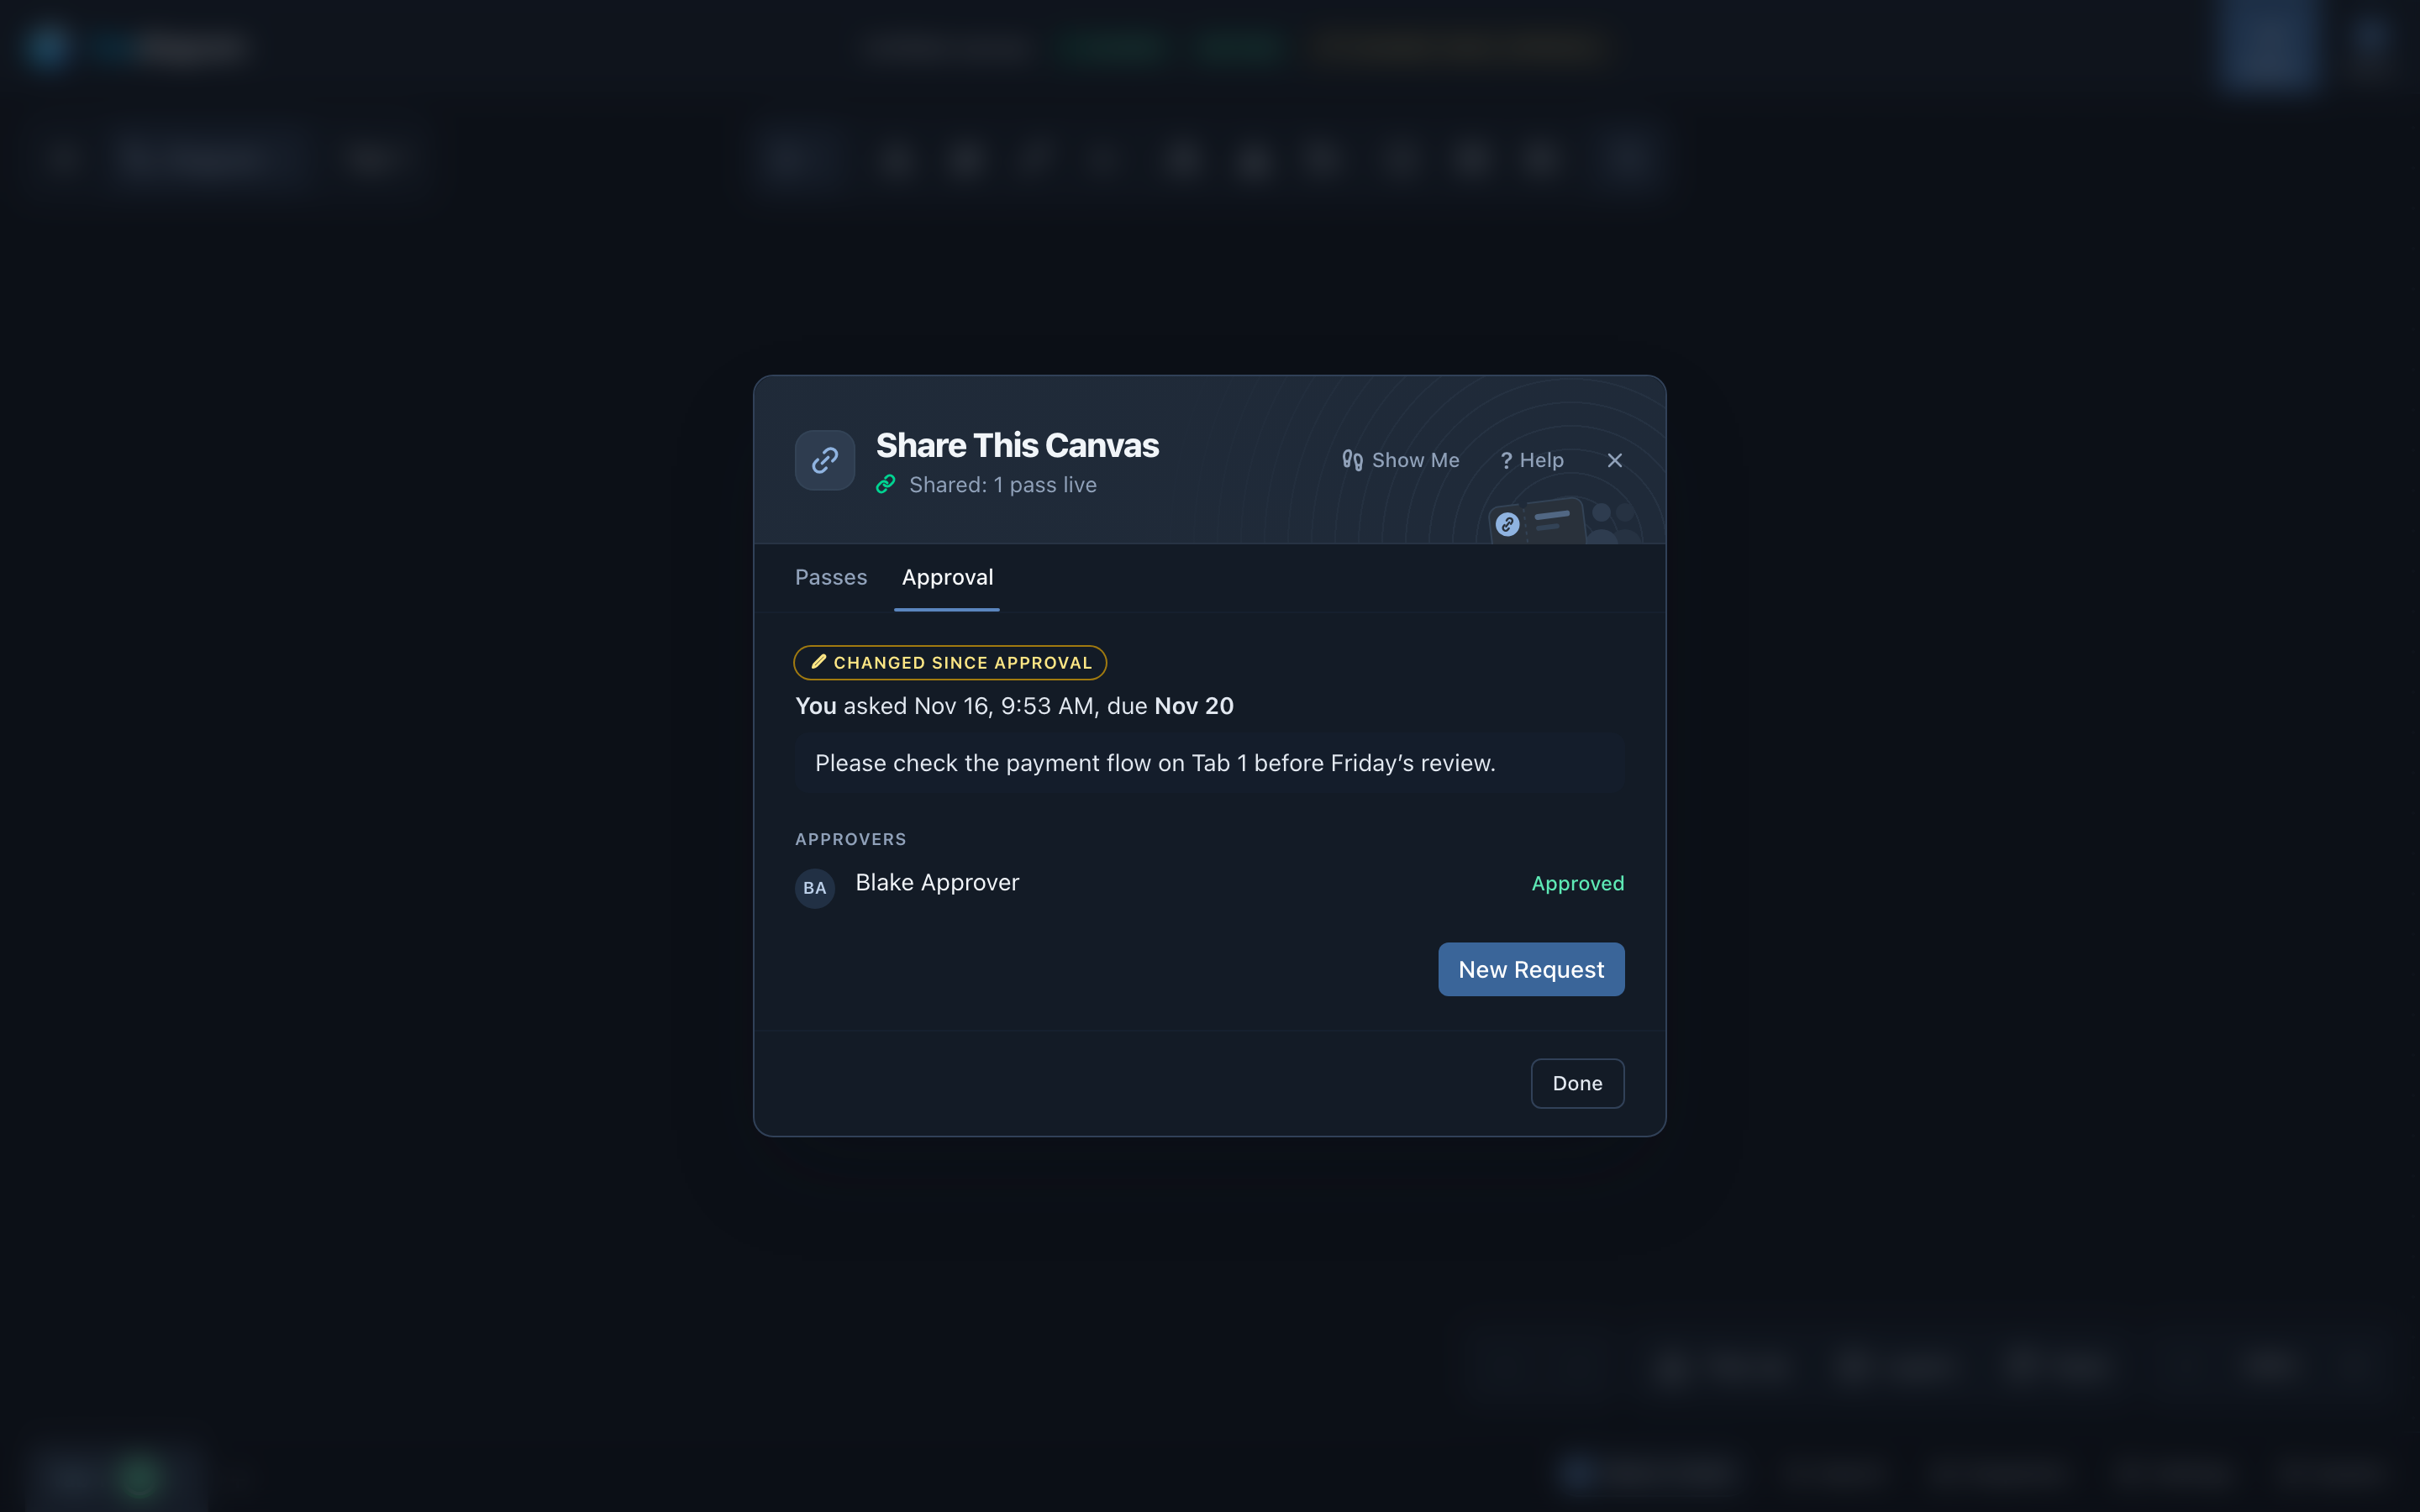 Share This Canvas
Shared: 1 pass live
Show Me
? Help
Passes
Approval
CHANGED SINCE APPROVAL
You asked Nov 16, 9:53 AM, due Nov 20
Please check the payment flow on Tab 1 before Friday’s review.
APPROVERS
BA
Blake Approver
Approved
New Request
Done